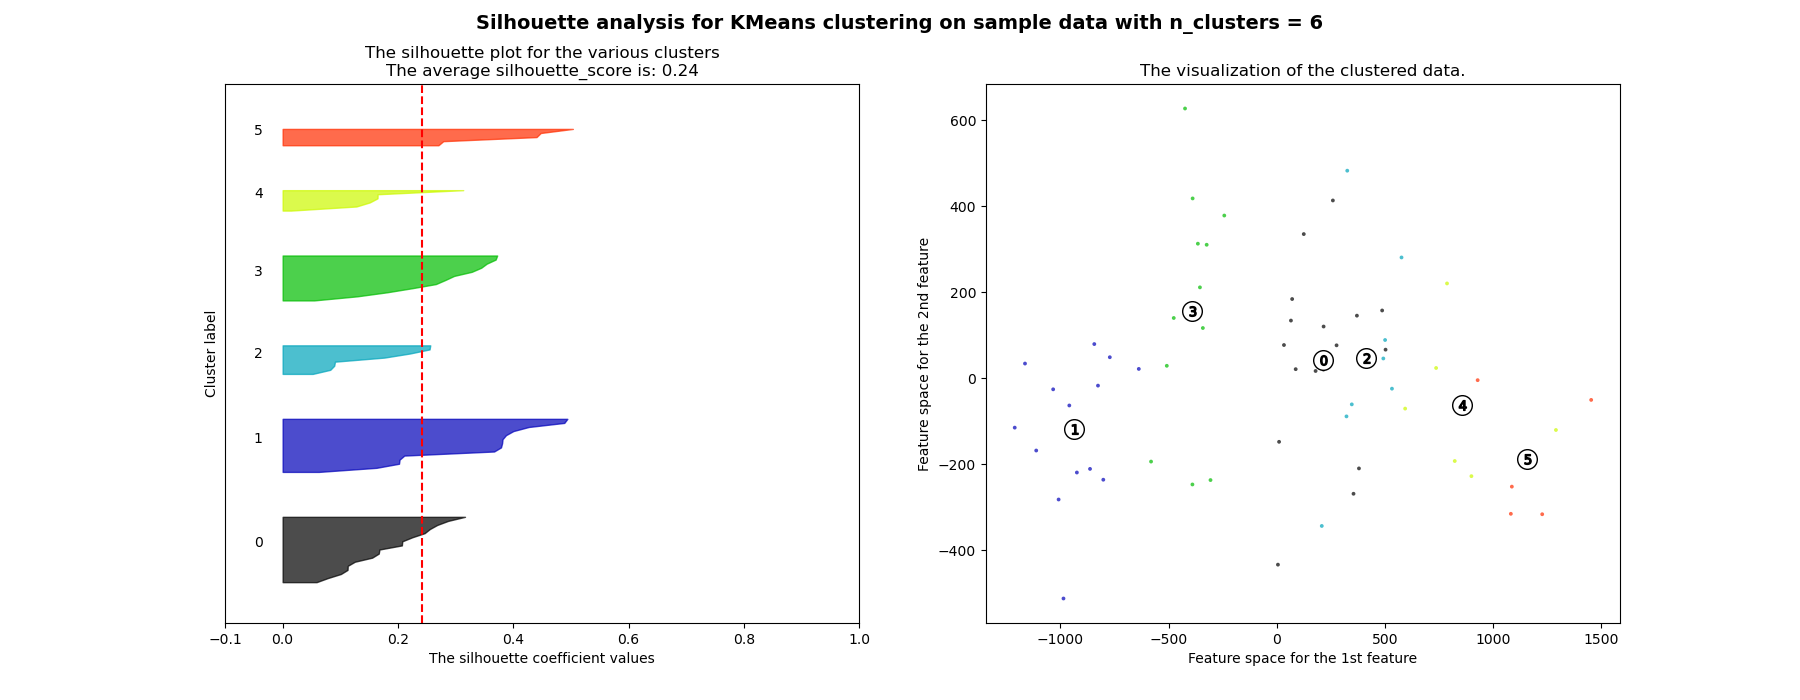 Silhouette analysis for KMeans clustering on sample data with n_clusters = 6
The silhouette plot for the various clusters
The average silhouette_score is: 0.24
5
4
3
2
1
0
Cluster label
−0.1 0.0 0.2 0.4 0.6 0.8 1.0
The silhouette coefficient values
The visualization of the clustered data.
600
400
200
0
−200
−400
Feature space for the 2nd feature
3
0 2
4
1
5
−1000 −500 0 500 1000 1500
Feature space for the 1st feature